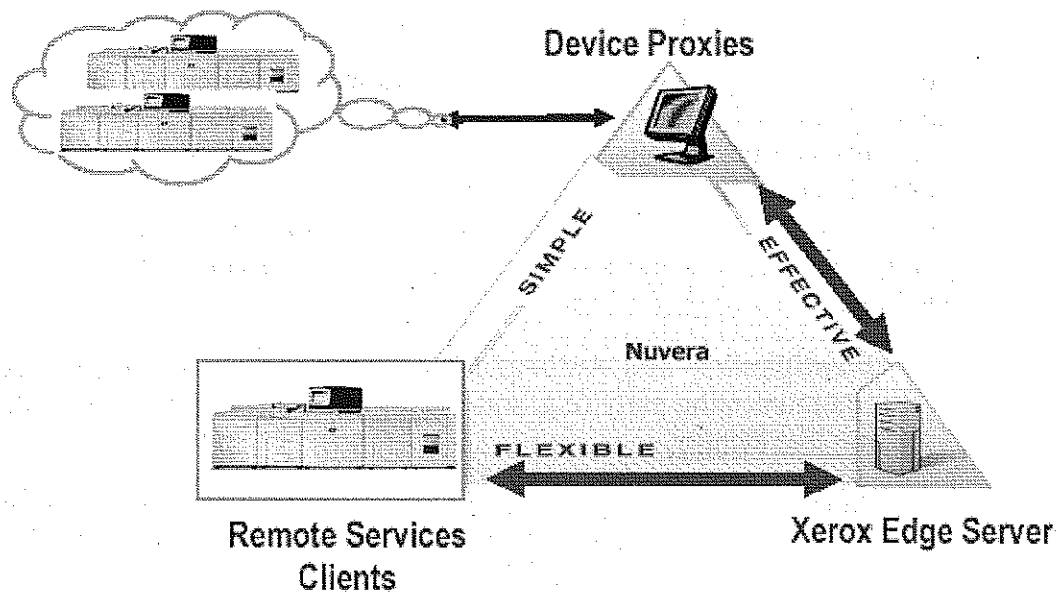 Device Proxies
SIMPLE
EFFECTIVE
Nuvera
FLEXIBLE
Remote Services
Clients
Xerox Edge Server